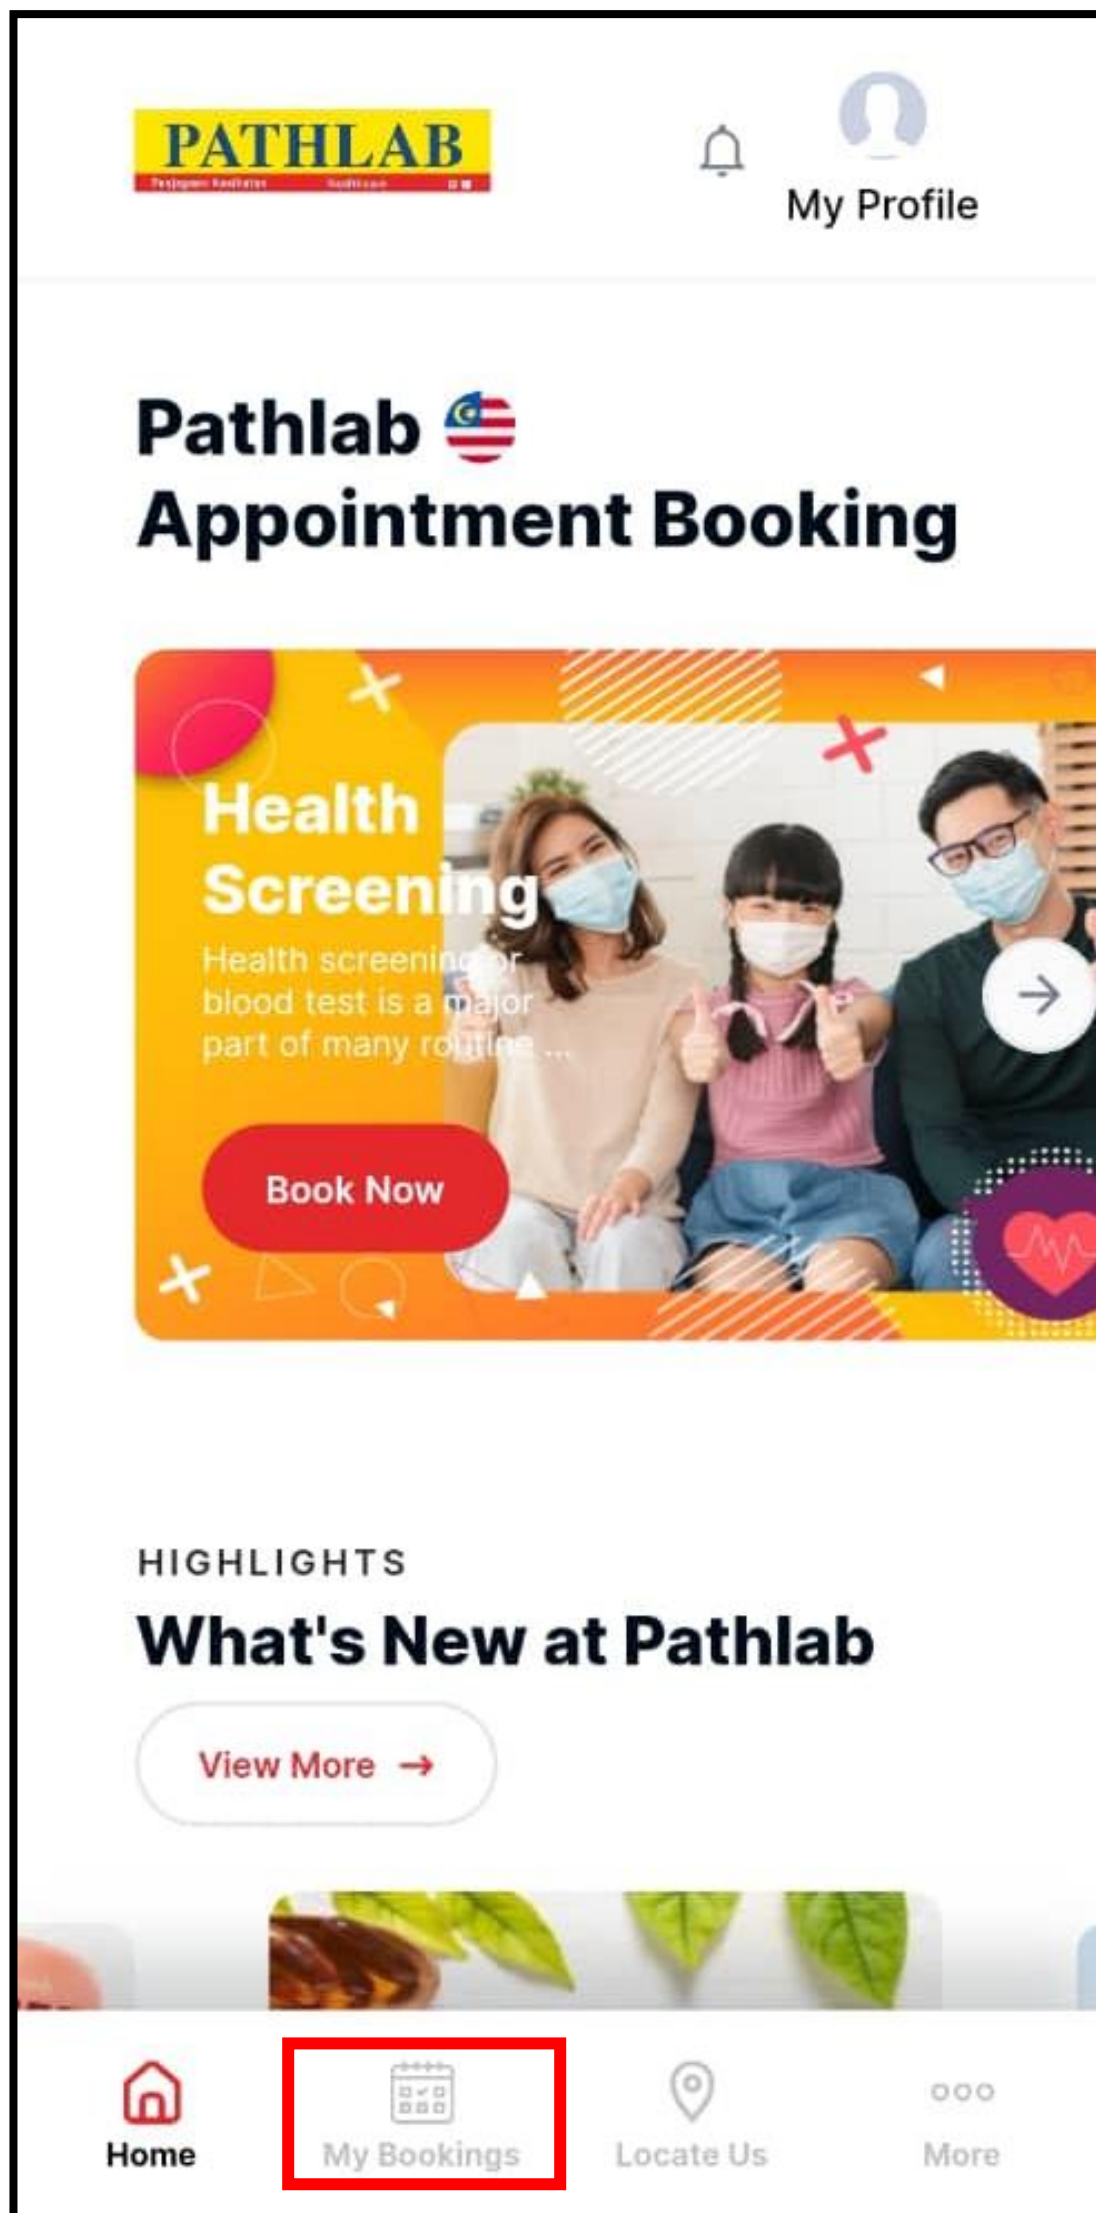 PATHLAB
My Profile
Pathlab
Appointment Booking
Health
Screening
Health screening or
blood test is a major
part of many routine ...
Book Now
HIGHLIGHTS
What's New at Pathlab
View More →
Home
My Bookings
Locate Us
More